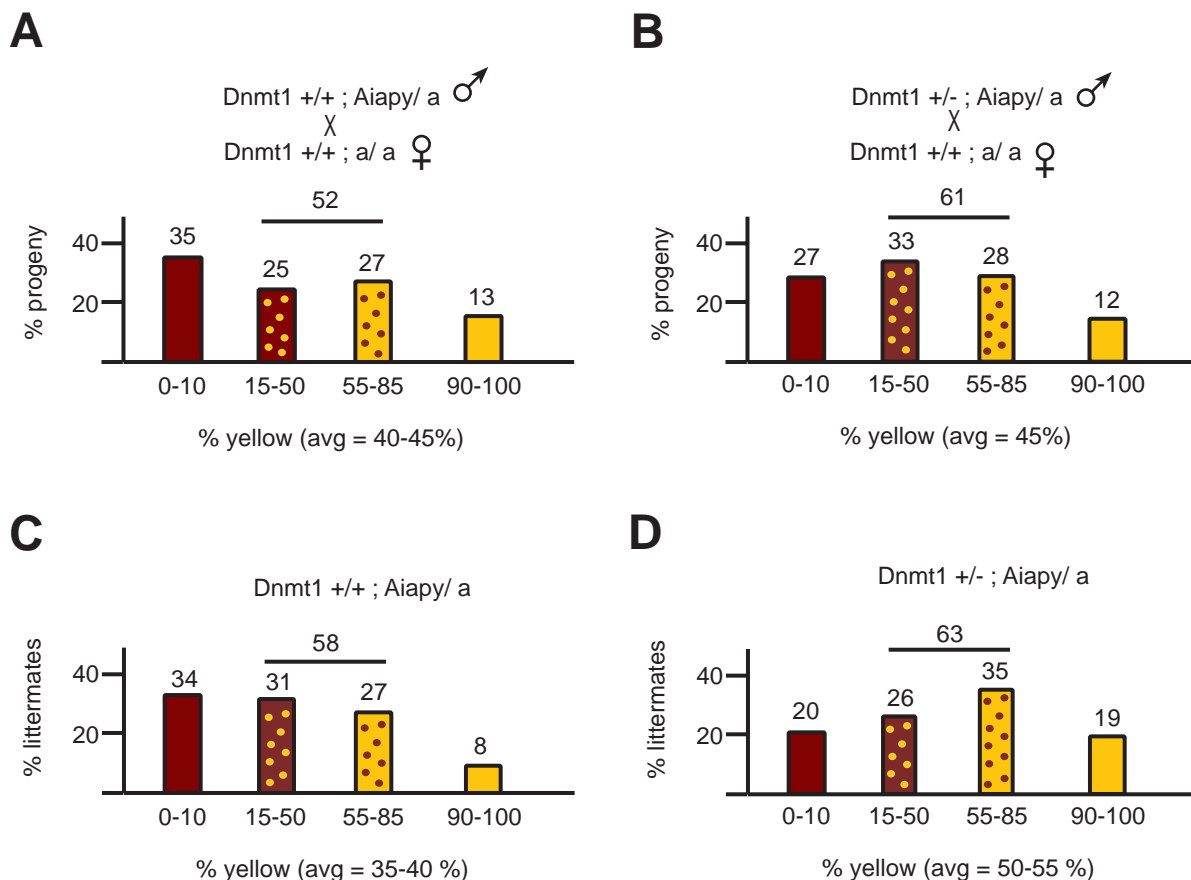 A
Dnmt1 +/+ ; Aiapy/ a ♂
X
Dnmt1 +/+ ; a/ a ♀
52
% progeny
40
20
35
25
27
13
0-10 15-50 55-85 90-100
% yellow (avg = 40-45%)
B
Dnmt1 +/- ; Aiapy/ a ♂
X
Dnmt1 +/+ ; a/ a ♀
61
% progeny
40
20
27
33
28
12
0-10 15-50 55-85 90-100
% yellow (avg = 45%)
C
Dnmt1 +/+ ; Aiapy/ a
58
% littermates
40
20
34
31
27
8
0-10 15-50 55-85 90-100
% yellow (avg = 35-40 %)
D
Dnmt1 +/- ; Aiapy/ a
63
% littermates
40
20
20
26
35
19
0-10 15-50 55-85 90-100
% yellow (avg = 50-55 %)